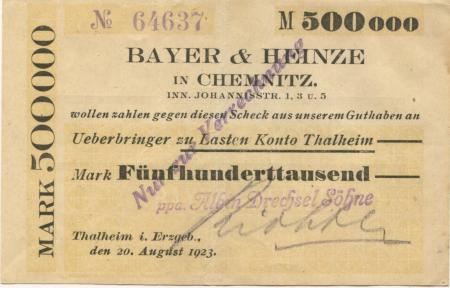 № 64637
M 500000
BAYER & HEINZE
IN CHEMNITZ.
INN. JOHANNISSTR. 1, 3 u. 5
wollen zahlen gegen diesen Scheck aus unserem Guthaben an
Ueberbringer zu Lasten Konto Thalheim
Mark Fünfhunderttausend
ppa. Albin Drechsel Söhne
Thalheim i. Erzgeb.,
den 20. August 1923.
MARK 500000
Nur zur Verrechnung